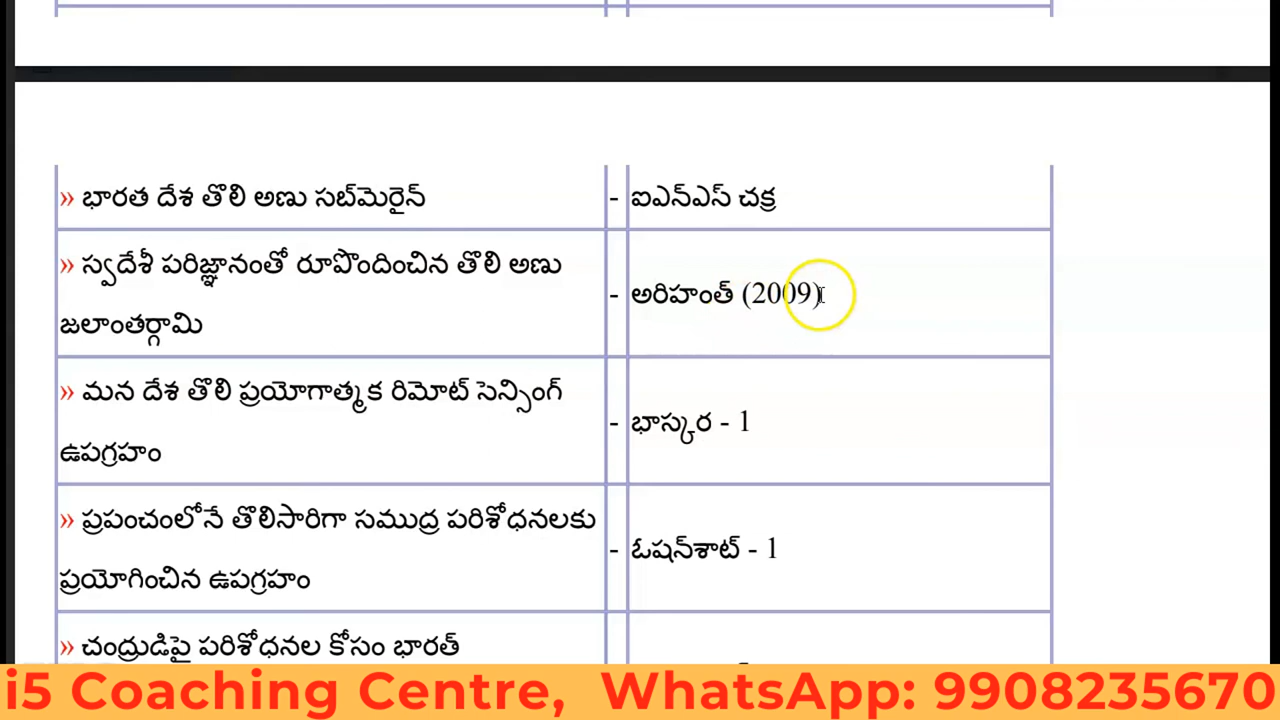 » భారత దేశ తొలి అణు సబ్‌మెరైన్ - ఐఎన్ఎస్ చక్ర
» స్వదేశీ పరిజ్ఞానంతో రూపొందించిన తొలి అణు
జలాంతర్గామి - అరిహంత్ (2009)
» మన దేశ తొలి ప్రయోగాత్మక రిమోట్ సెన్సింగ్
ఉపగ్రహం - భాస్కర - 1
» ప్రపంచంలోనే తొలిసారిగా సముద్ర పరిశోధనలకు
ప్రయోగించిన ఉపగ్రహం - ఓషన్‌శాట్ - 1
» చంద్రుడిపై పరిశోధనల కోసం భారత్
i5 Coaching Centre, WhatsApp: 9908235670